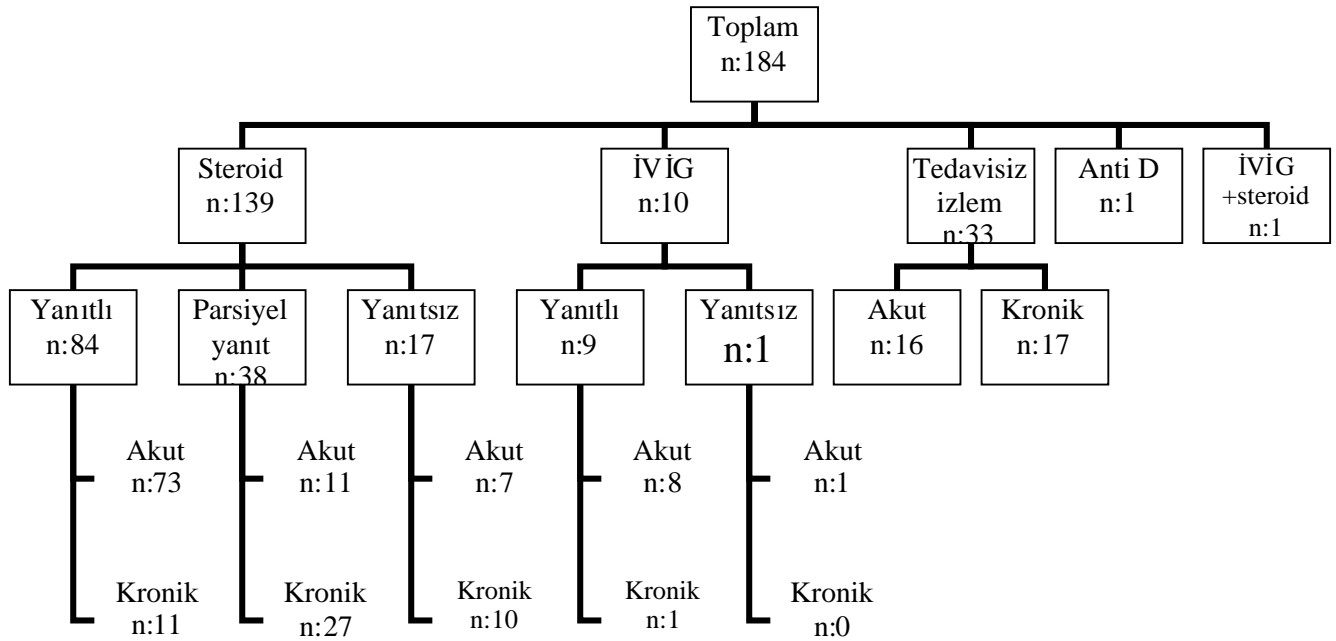 Toplam
n:184
Steroid
n:139
İVİG
n:10
Tedavisiz
izlem
n:33
Anti D
n:1
İVİG
+steroid
n:1
Yanıtlı
n:84
Parsiyel
yanıt
n:38
Yanıtsız
n:17
Yanıtlı
n:9
Yanıtsız
n:1
Akut
n:16
Kronik
n:17
Akut
n:73
Akut
n:11
Akut
n:7
Akut
n:8
Akut
n:1
Kronik
n:11
Kronik
n:27
Kronik
n:10
Kronik
n:1
Kronik
n:0